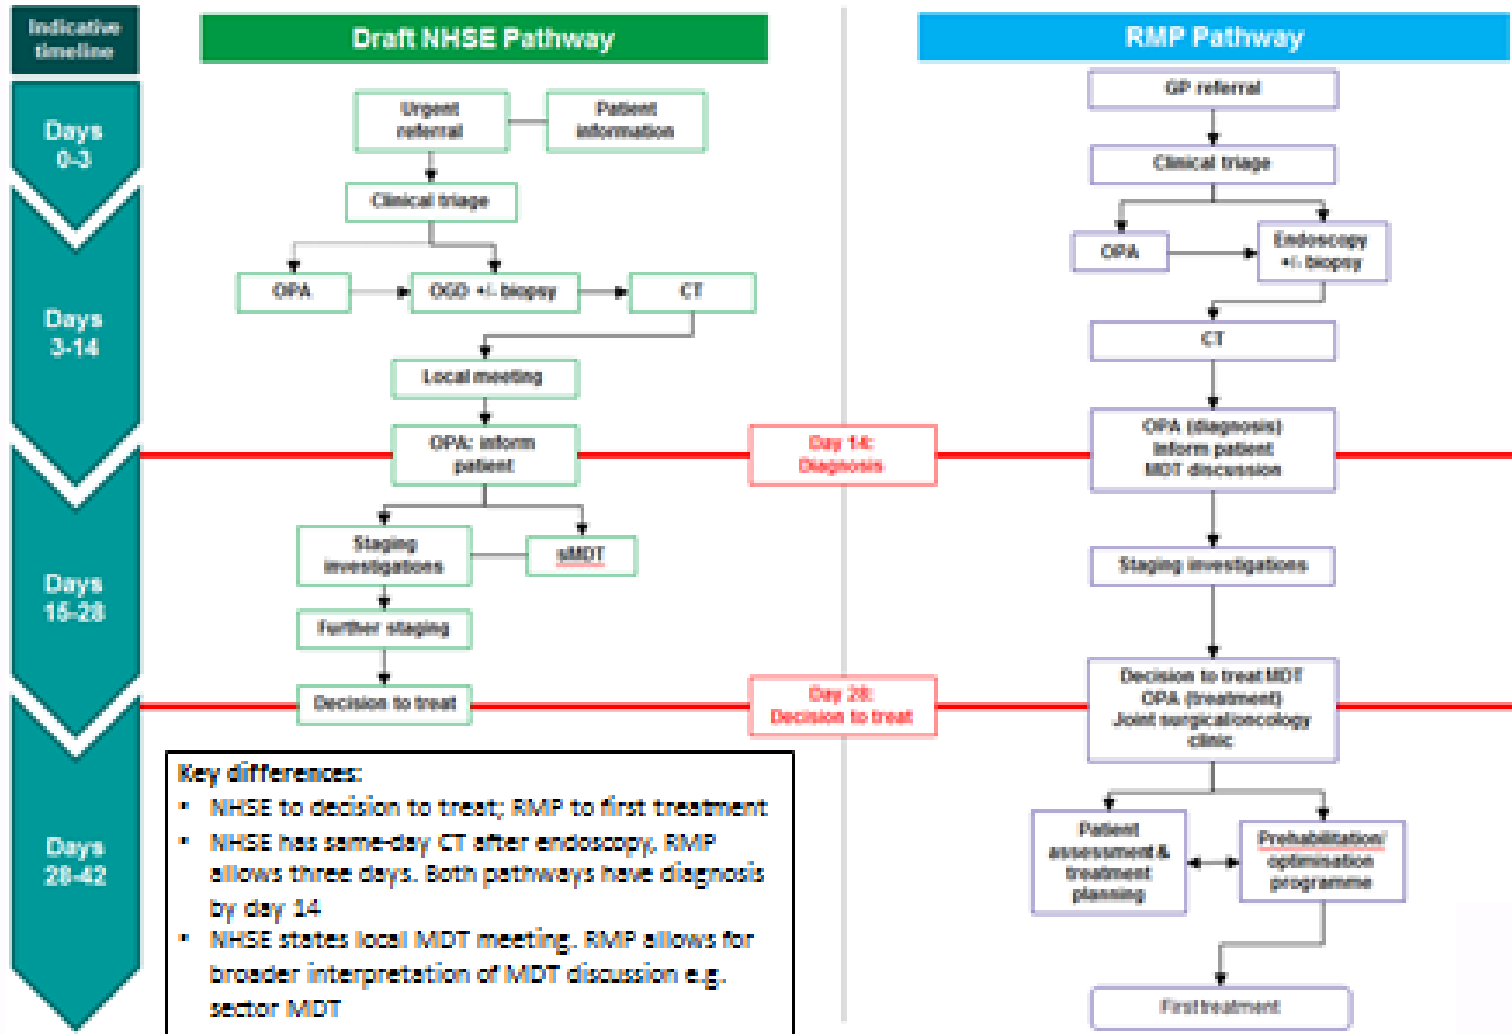 Indicative
timeline
Draft NHSE Pathway
RMP Pathway
Days
0-3
Days
3-14
Days
15-28
Days
28-42
Urgent
referral
Patient
information
Clinical triage
OPA
OGD +/- biopsy
CT
Local meeting
OPA: inform
patient
Staging
investigations
sMDT
Further staging
Decision to treat
Day 14:
Diagnosis
Day 28:
Decision to treat
GP referral
Clinical triage
OPA
Endoscopy
+/- biopsy
CT
OPA (diagnosis)
Inform patient
MDT discussion
Staging investigations
Decision to treat MDT
OPA (treatment)
Joint surgical/oncology
clinic
Patient
assessment &
treatment
planning
Prehabilitation/
optimisation
programme
First treatment
Key differences:
• NHSE to decision to treat; RMP to first treatment
• NHSE has same-day CT after endoscopy, RMP
allows three days. Both pathways have diagnosis
by day 14
• NHSE states local MDT meeting. RMP allows for
broader interpretation of MDT discussion e.g.
sector MDT